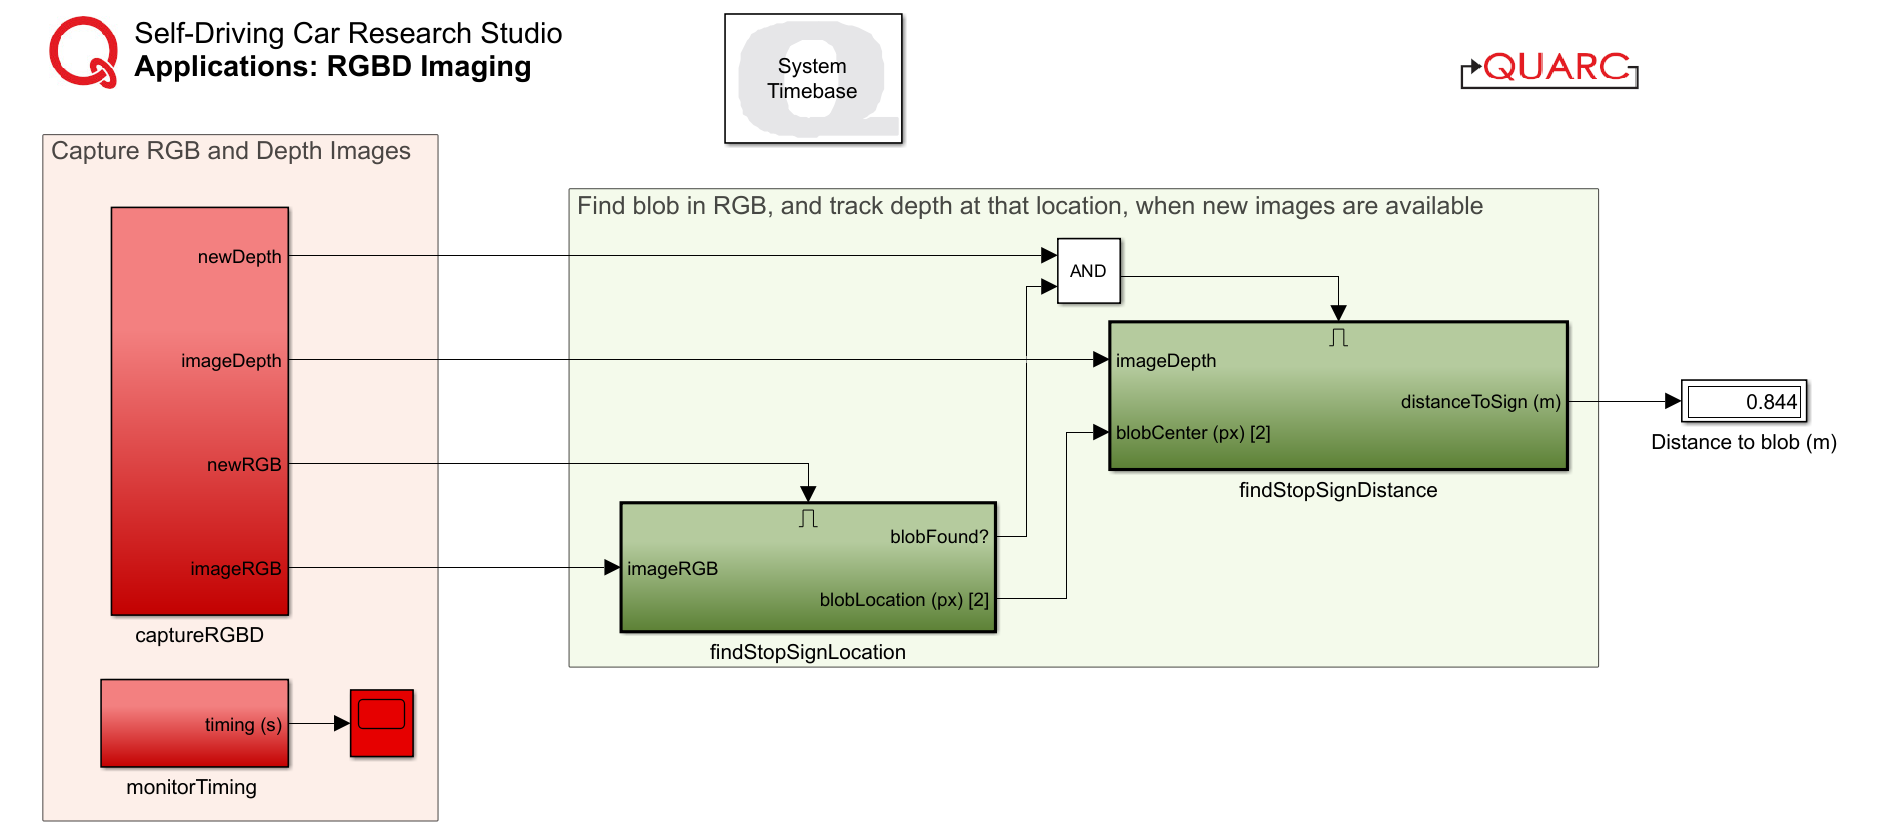 Self-Driving Car Research Studio
Applications: RGBD Imaging
System
Timebase
QUARC
Capture RGB and Depth Images
newDepth
imageDepth
newRGB
imageRGB
captureRGBD
timing (s)
monitorTiming
Find blob in RGB, and track depth at that location, when new images are available
AND
imageDepth
distanceToSign (m)
blobCenter (px) [2]
findStopSignDistance
blobFound?
imageRGB
blobLocation (px) [2]
findStopSignLocation
0.844
Distance to blob (m)